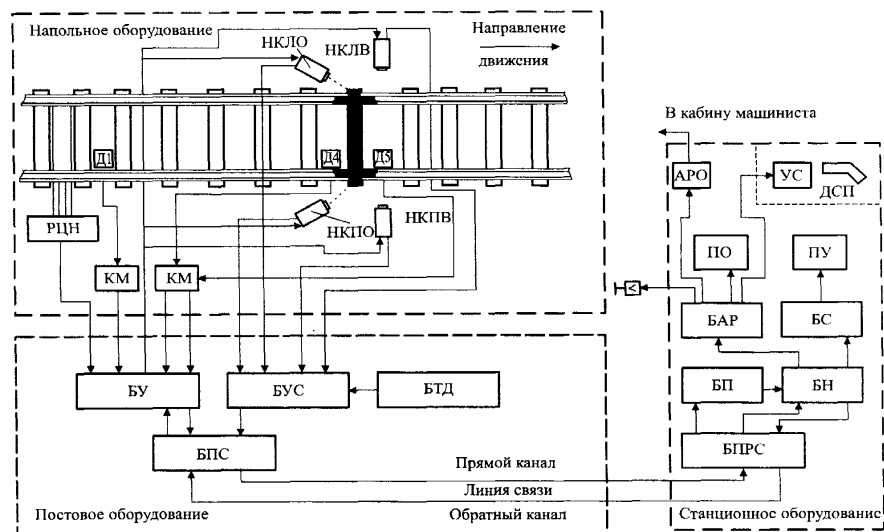 Напольное оборудование
НКЛО
НКЛВ
Направление
движения
Д1
Д4
Д5
РЦН
НКПО
НКПВ
КМ
КМ
БУ
БУС
БТД
БПС
Прямой канал
Линия связи
Обратный канал
Постовое оборудование
В кабину машиниста
АРО
УС
ДСП
ПО
ПУ
БАР
БС
БП
БН
БПРС
Станционное оборудование